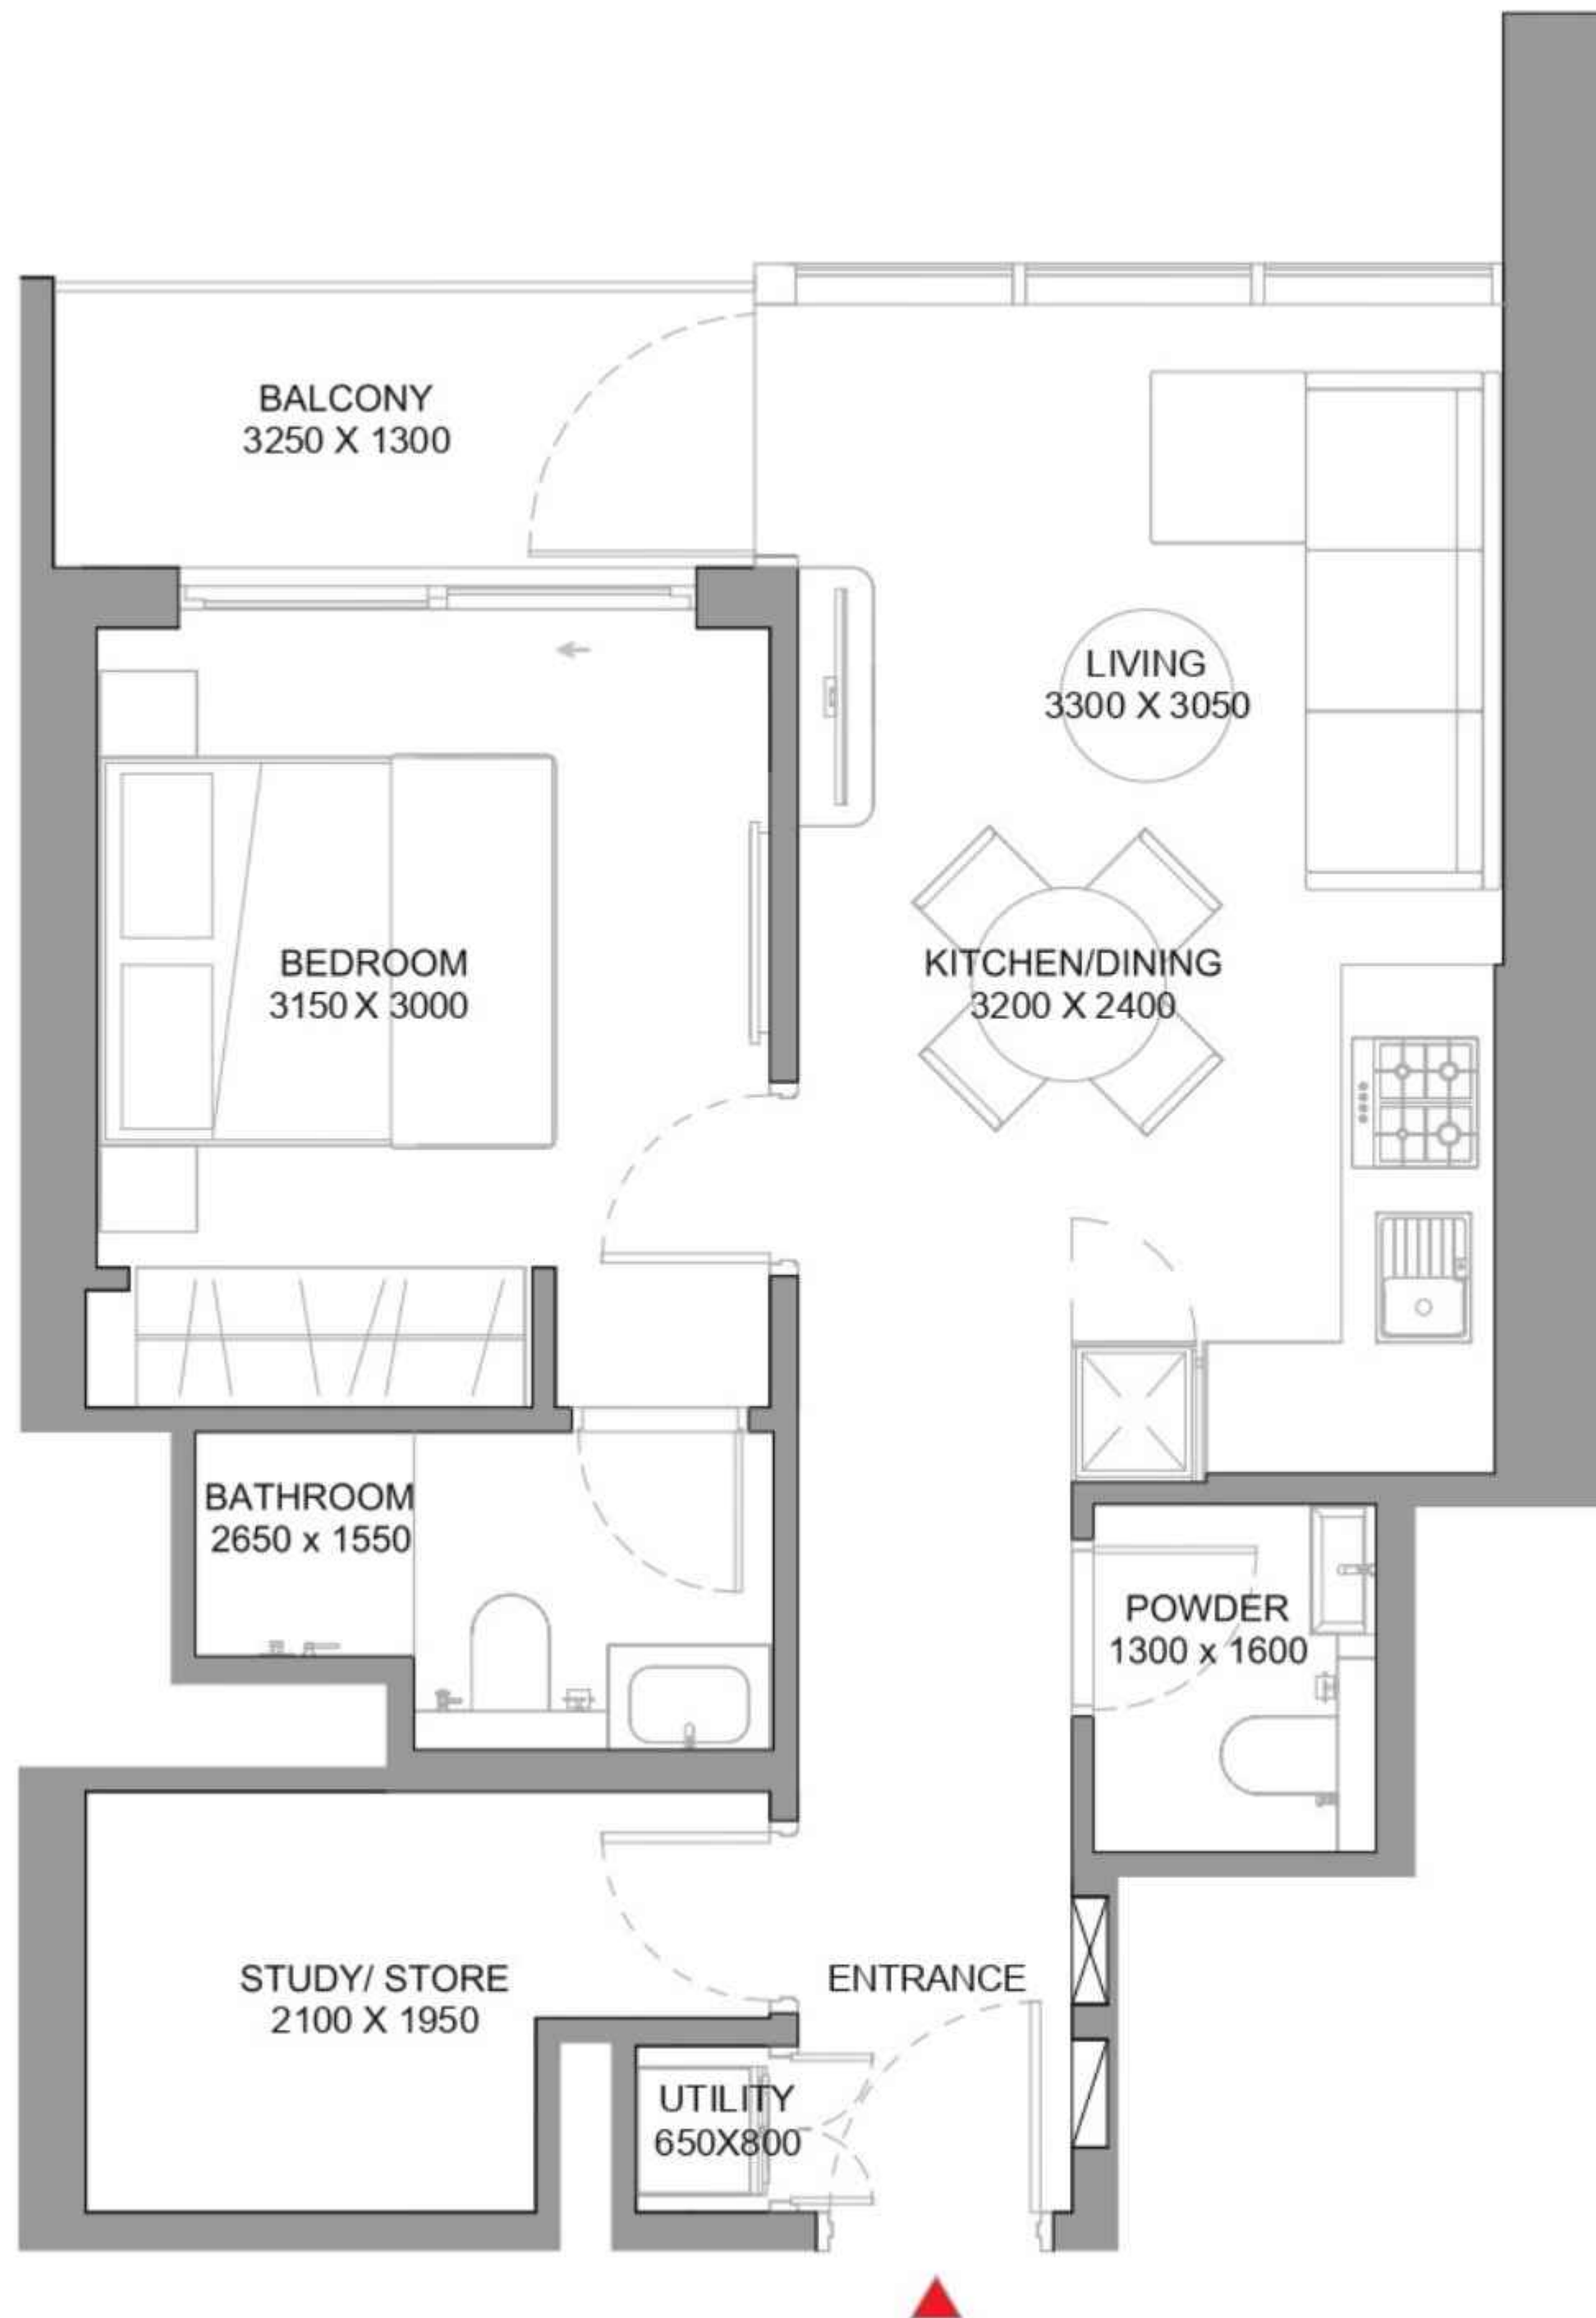 BALCONY
3250 X 1300
LIVING
3300 X 3050
BEDROOM
3150 X 3000
KITCHEN/DINING
3200 X 2400
BATHROOM
2650 x 1550
POWDER
1300 x 1600
STUDY/ STORE
2100 X 1950
ENTRANCE
UTILITY
650X800